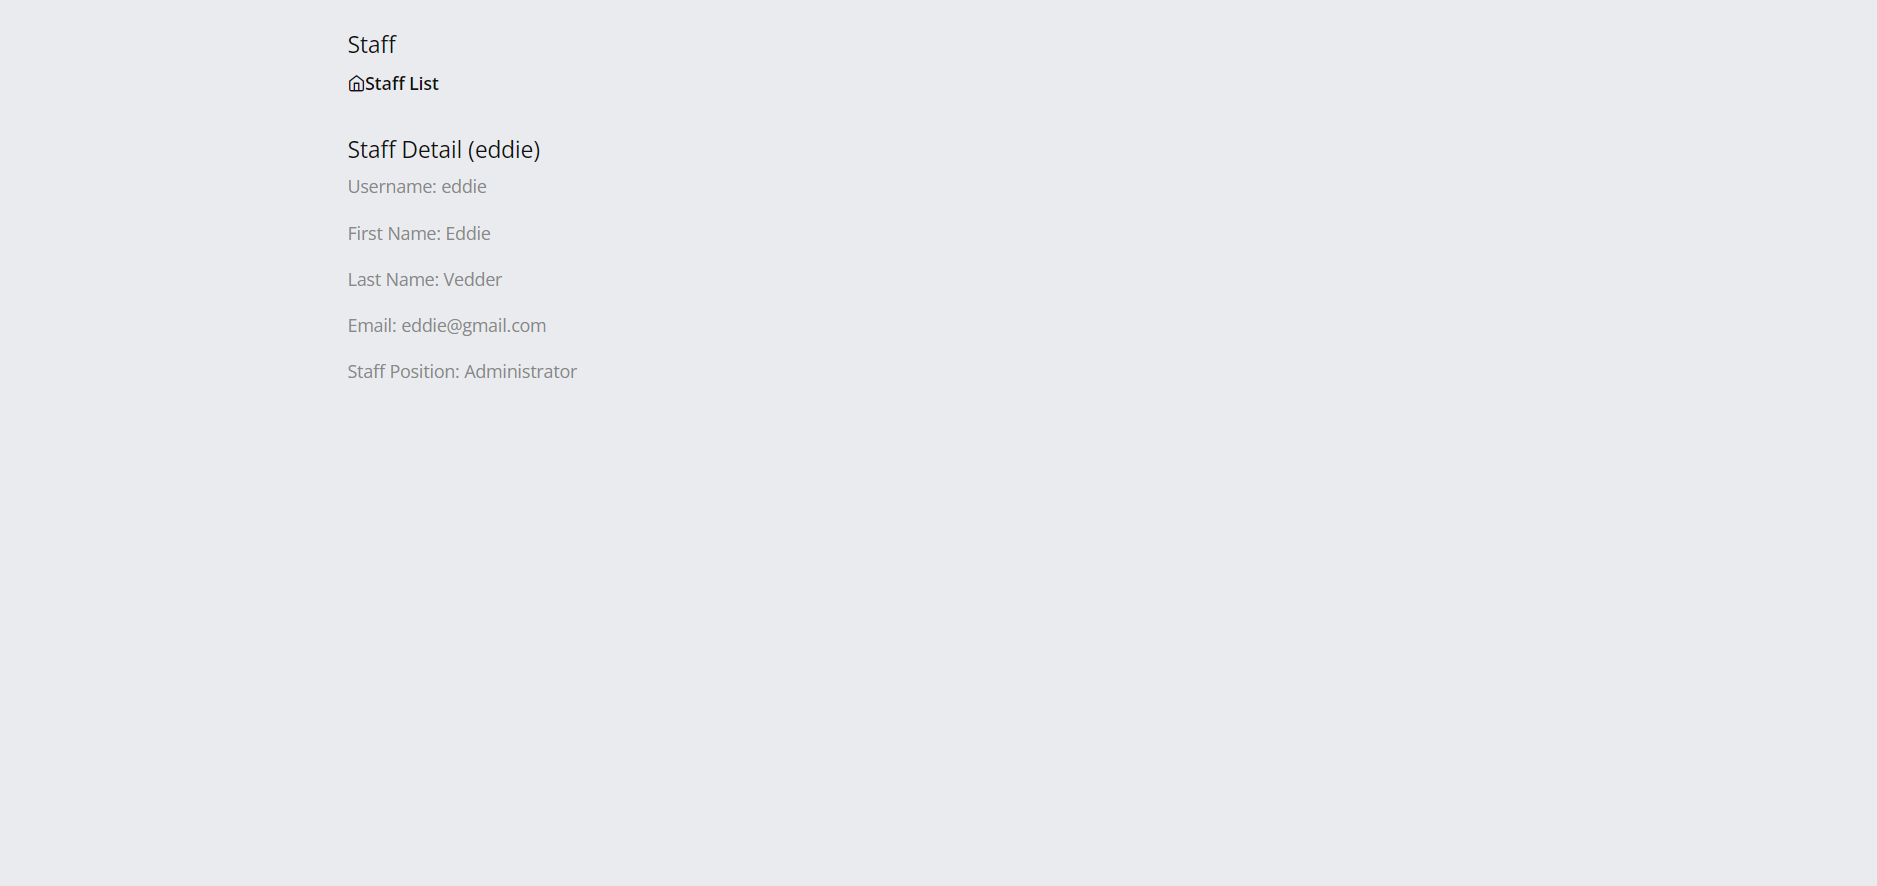 Staff
Staff List
Staff Detail (eddie)
Username: eddie
First Name: Eddie
Last Name: Vedder
Email: eddie@gmail.com
Staff Position: Administrator